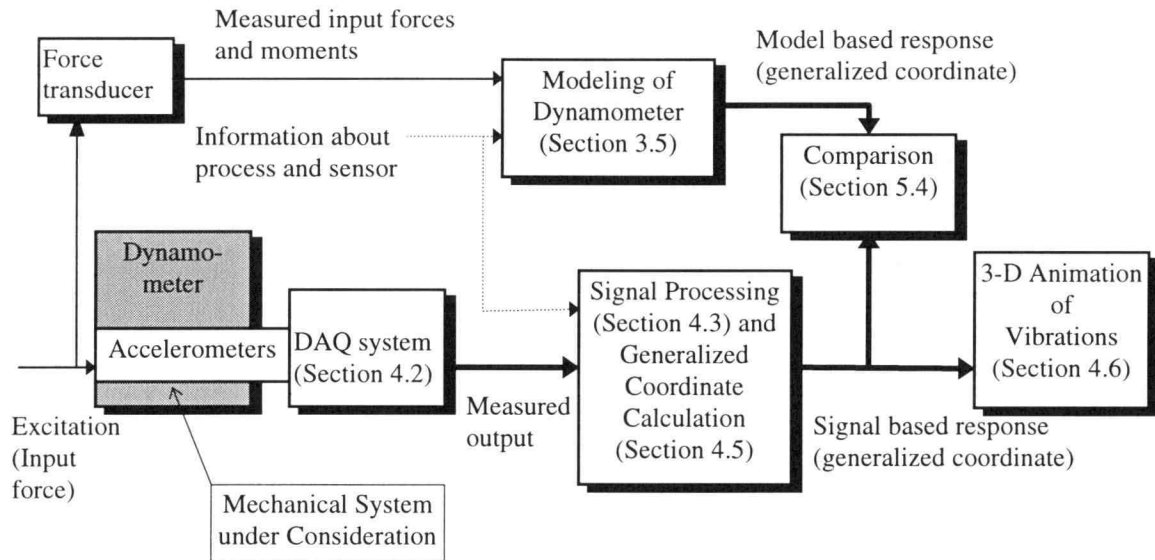 Measured input forces
and moments
Force
transducer
Model based response
(generalized coordinate)
Modeling of
Dynamometer
(Section 3.5)
Information about
process and sensor
Comparison
(Section 5.4)
Dynamo-
meter
Accelerometers
DAQ system
(Section 4.2)
Signal Processing
(Section 4.3) and
Generalized
Coordinate
Calculation
(Section 4.5)
3-D Animation
of
Vibrations
(Section 4.6)
Measured
output
Signal based response
(generalized coordinate)
Excitation
(Input
force)
Mechanical System
under Consideration